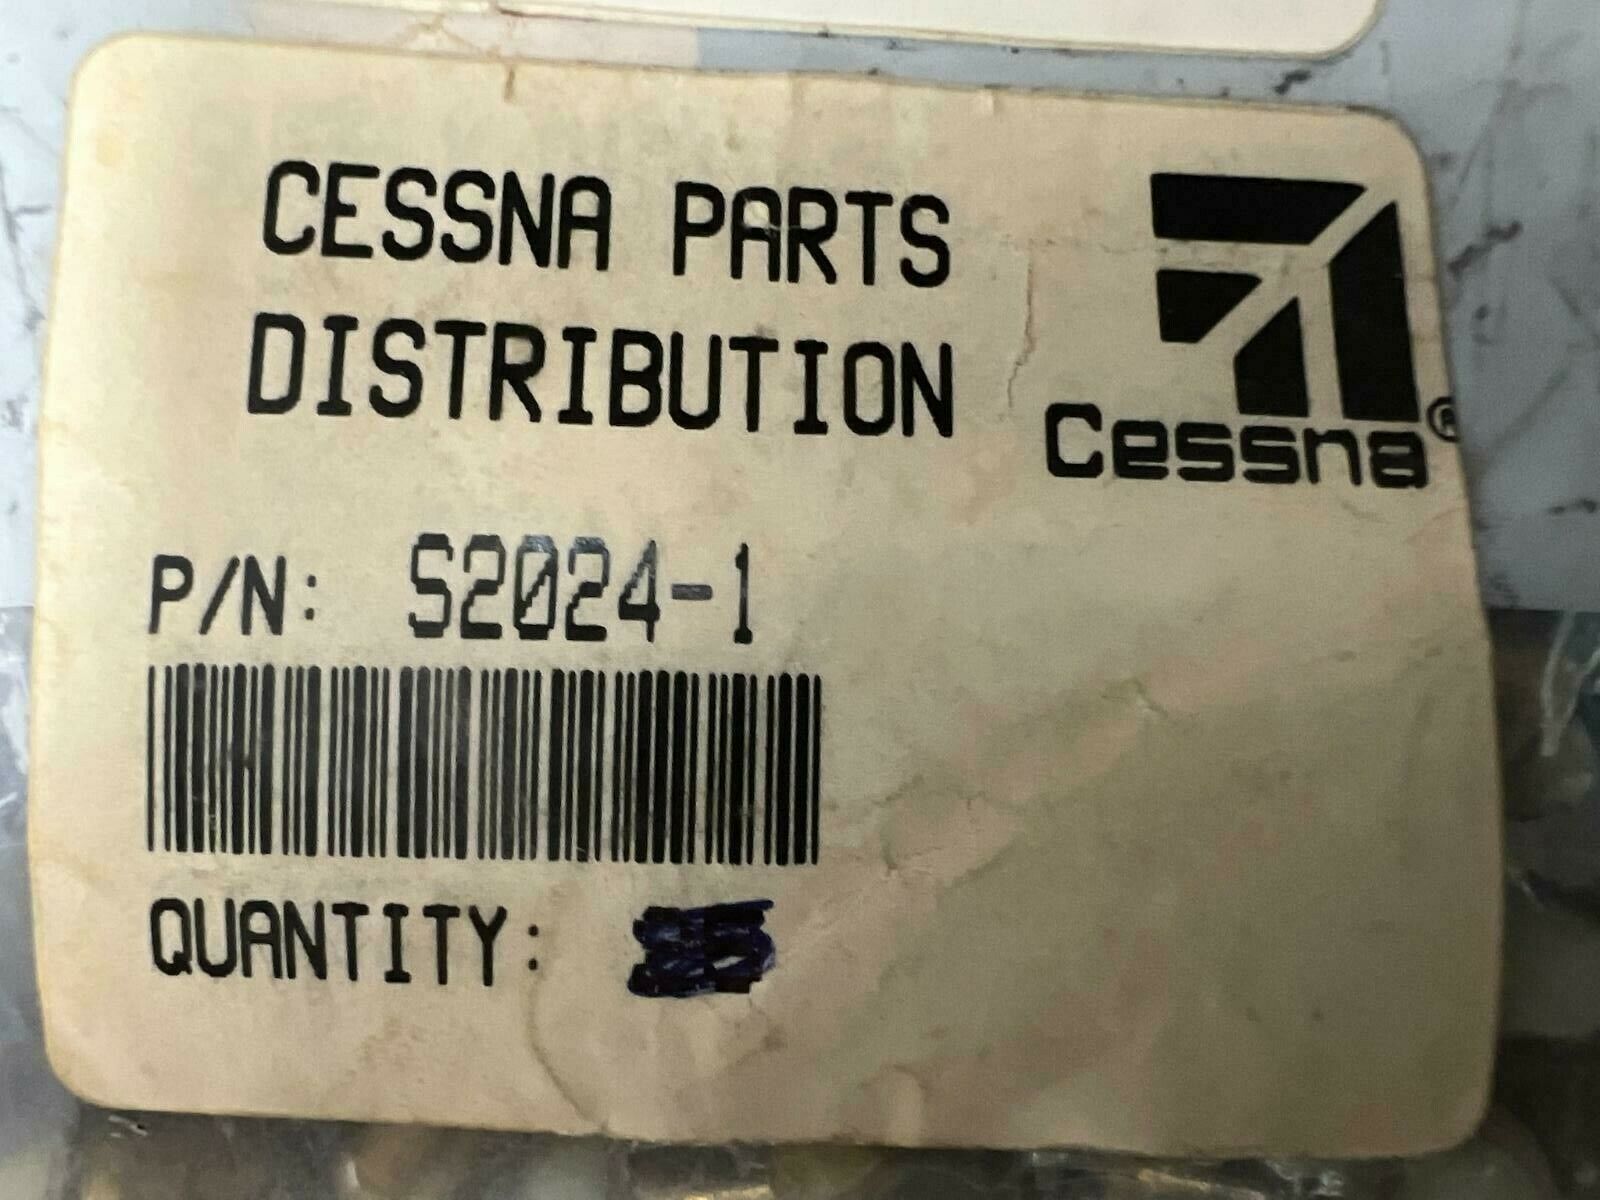 CESSNA PARTS
DISTRIBUTION
Cessna®
P/N: S2024-1
QUANTITY: